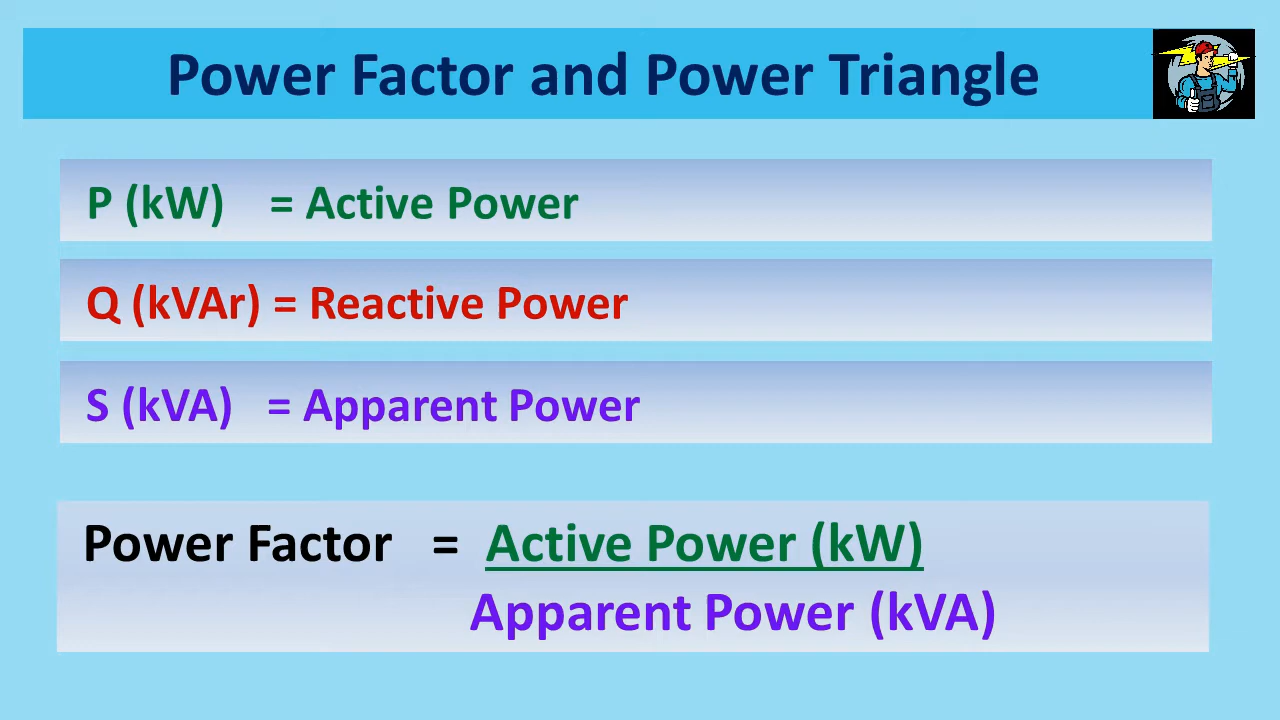 Power Factor and Power Triangle
P (kW) = Active Power
Q (kVAr) = Reactive Power
S (kVA) = Apparent Power
Power Factor = Active Power (kW)
Apparent Power (kVA)